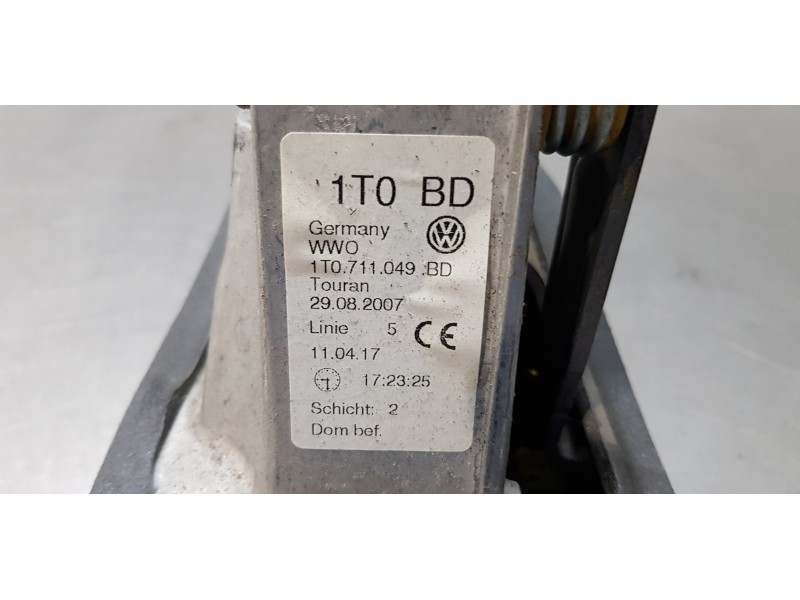 1T0 BD
Germany
WWO
1T0.711.049 .BD
Touran
29.08.2007
Linie 5 CE
11.04.17
17:23:25
Schicht: 2
Dom bef.